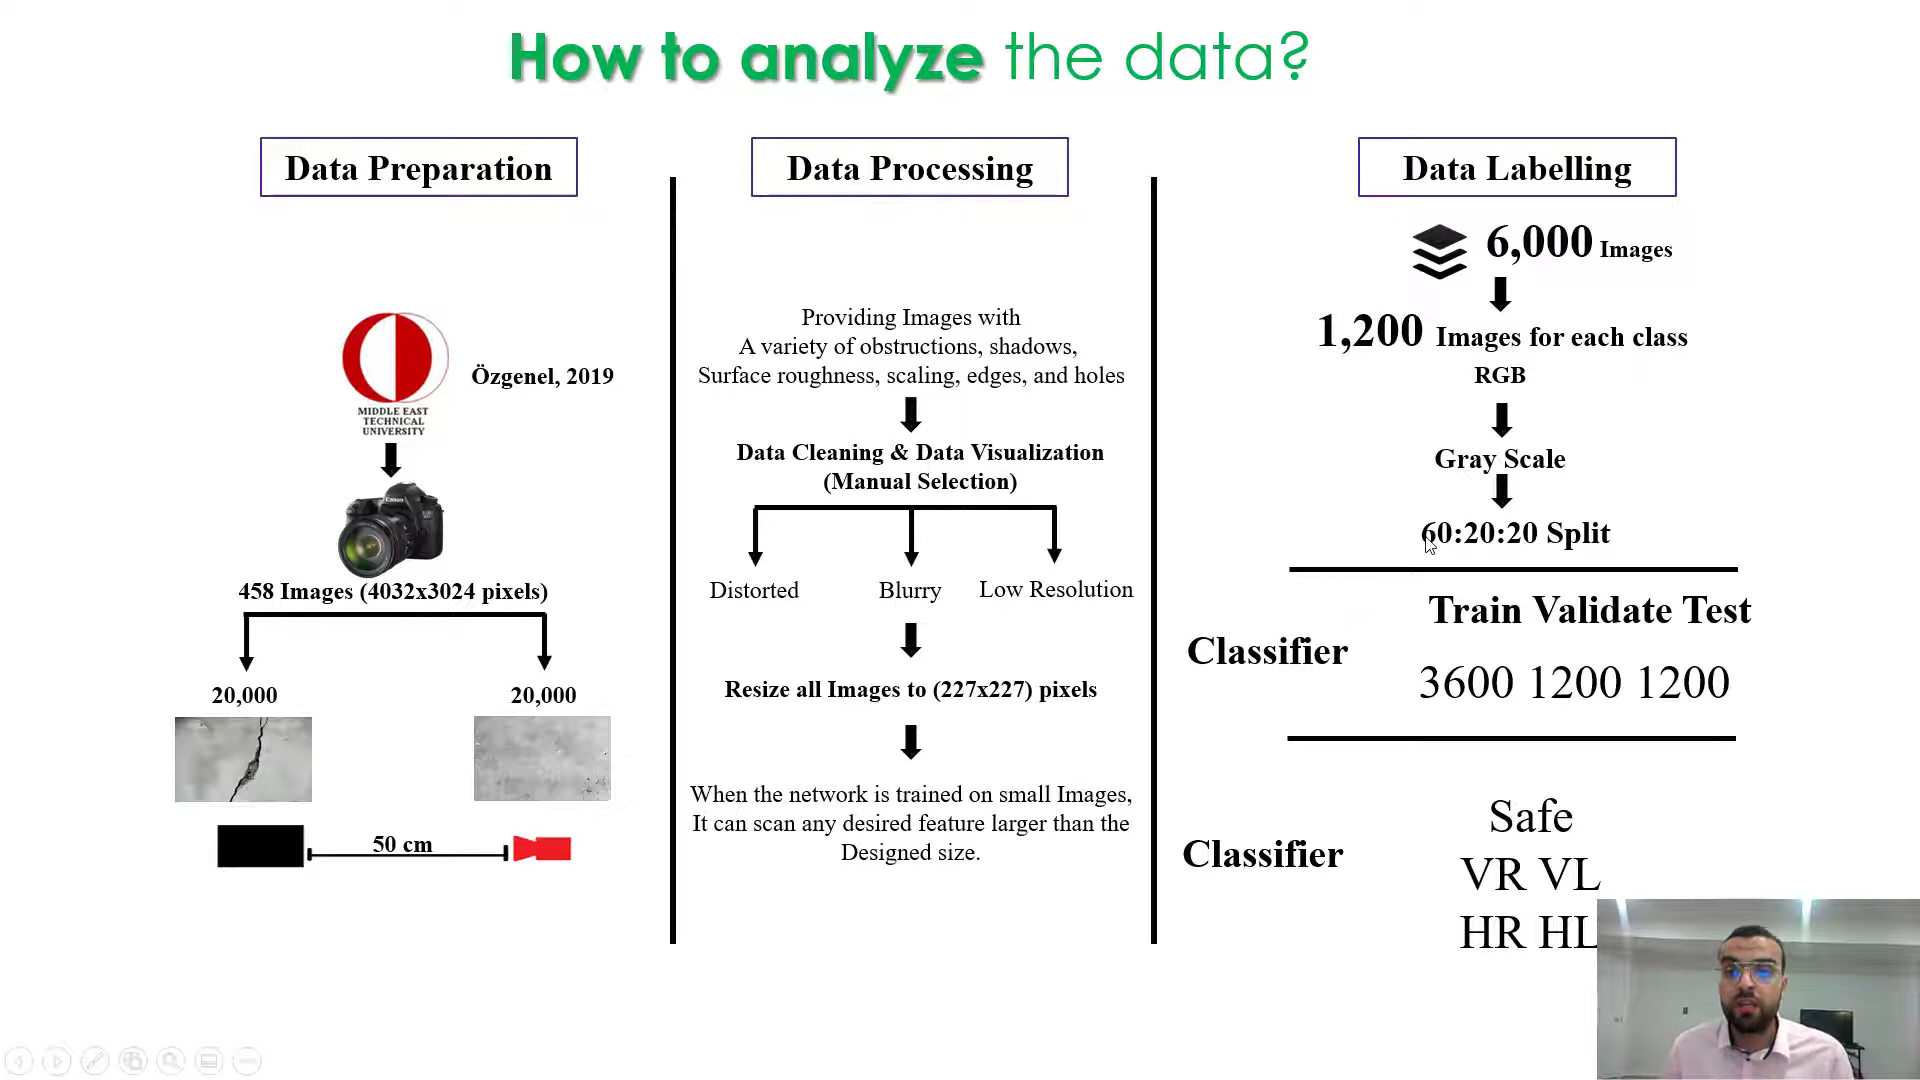 How to analyze the data?
Data Preparation
Özgenel, 2019
MIDDLE EAST
TECHNICAL
UNIVERSITY
Canon
458 Images (4032x3024 pixels)
20,000
20,000
50 cm
Data Processing
Providing Images with
A variety of obstructions, shadows,
Surface roughness, scaling, edges, and holes
Data Cleaning & Data Visualization
(Manual Selection)
Distorted
Blurry
Low Resolution
Resize all Images to (227x227) pixels
When the network is trained on small Images,
It can scan any desired feature larger than the
Designed size.
Data Labelling
6,000 Images
1,200 Images for each class
RGB
Gray Scale
60:20:20 Split
Train Validate Test
Classifier
3600 1200 1200
Classifier
Safe
VR VL
HR HL